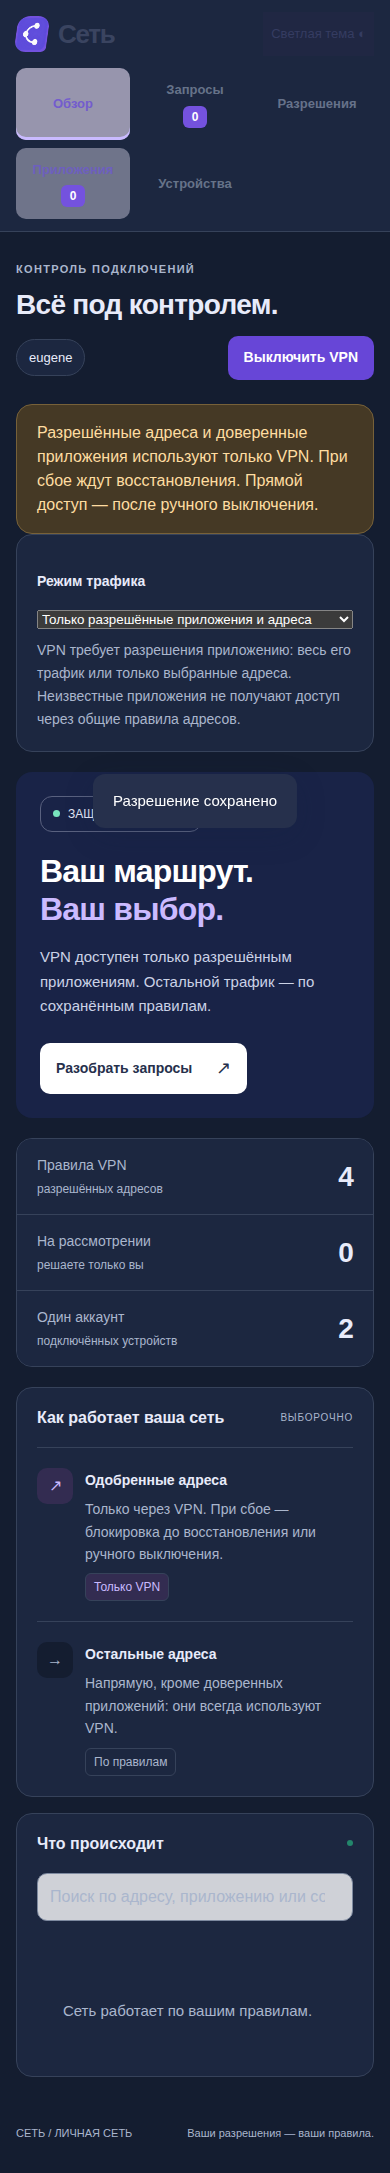 Сеть
Светлая тема
Обзор
Запросы
0
Разрешения
Приложения
0
Устройства
КОНТРОЛЬ ПОДКЛЮЧЕНИЙ
Всё под контролем.
eugene
Выключить VPN
Разрешённые адреса и доверенные
приложения используют только VPN. При
сбое ждут восстановления. Прямой
доступ — после ручного выключения.
Режим трафика
Только разрешённые приложения и адреса
VPN требует разрешения приложению: весь его
трафик или только выбранные адреса.
Неизвестные приложения не получают доступ
через общие правила адресов.
Разрешение сохранено
Ваш маршрут.
Ваш выбор.
VPN доступен только разрешённым
приложениям. Остальной трафик — по
сохранённым правилам.
Разобрать запросы ↗
Правила VPN
разрешённых адресов
4
На рассмотрении
решаете только вы
0
Один аккаунт
подключённых устройств
2
Как работает ваша сеть
ВЫБОРОЧНО
↗
Одобренные адреса
Только через VPN. При сбое —
блокировка до восстановления или
ручного выключения.
Только VPN
→
Остальные адреса
Напрямую, кроме доверенных
приложений: они всегда используют
VPN.
По правилам
Что происходит
Поиск по адресу, приложению или
Сеть работает по вашим правилам.
СЕТЬ / ЛИЧНАЯ СЕТЬ
Ваши разрешения — ваши правила.